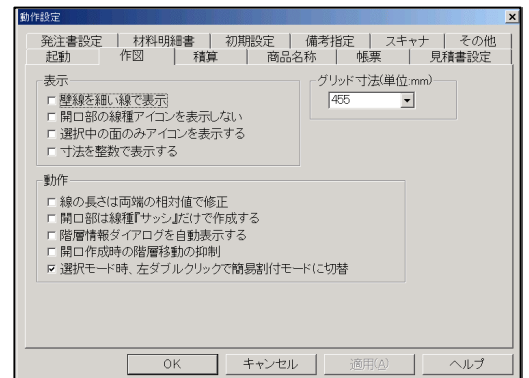 動作設定
発注書設定 材料明細書 初期設定 備考指定 スキャナ その他
起動 作図 積算 商品名称 帳票 見積書設定
表示
壁線を細い線で表示
開口部の線種アイコンを表示しない
選択中の面のみアイコンを表示する
寸法を整数で表示する
グリッド寸法(単位:mm)
455
動作
線の長さは両端の相対値で修正
開口部は線種『サッシ』だけで作成する
階層情報ダイアログを自動表示する
開口作成時の階層移動の抑制
選択モード時、左ダブルクリックで簡易割付モードに切替
OK キャンセル 適用(A) ヘルプ